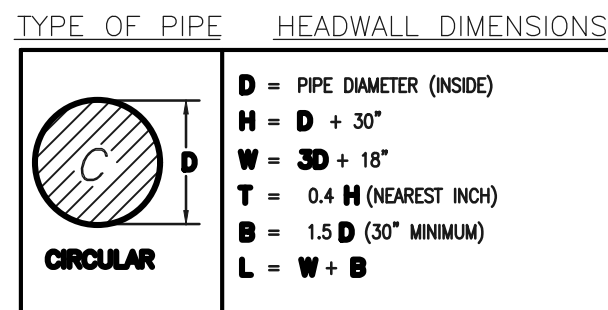 TYPE OF PIPE
HEADWALL DIMENSIONS
C
D
CIRCULAR
D = PIPE DIAMETER (INSIDE)
H = D + 30"
W = 3D + 18"
T = 0.4 H (NEAREST INCH)
B = 1.5 D (30" MINIMUM)
L = W + B